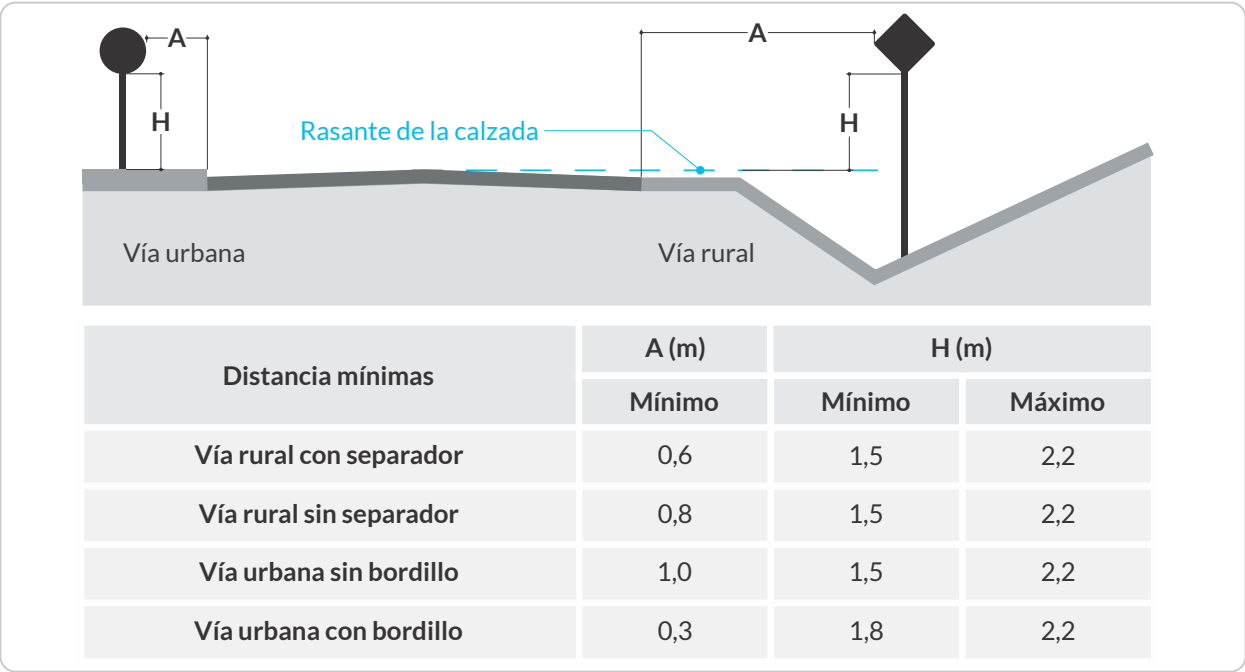 A
A
H
H
Rasante de la calzada
Vía urbana
Vía rural
Distancia mínimas
A (m)
H (m)
Mínimo
Mínimo
Máximo
Vía rural con separador
0,6
1,5
2,2
Vía rural sin separador
0,8
1,5
2,2
Vía urbana sin bordillo
1,0
1,5
2,2
Vía urbana con bordillo
0,3
1,8
2,2